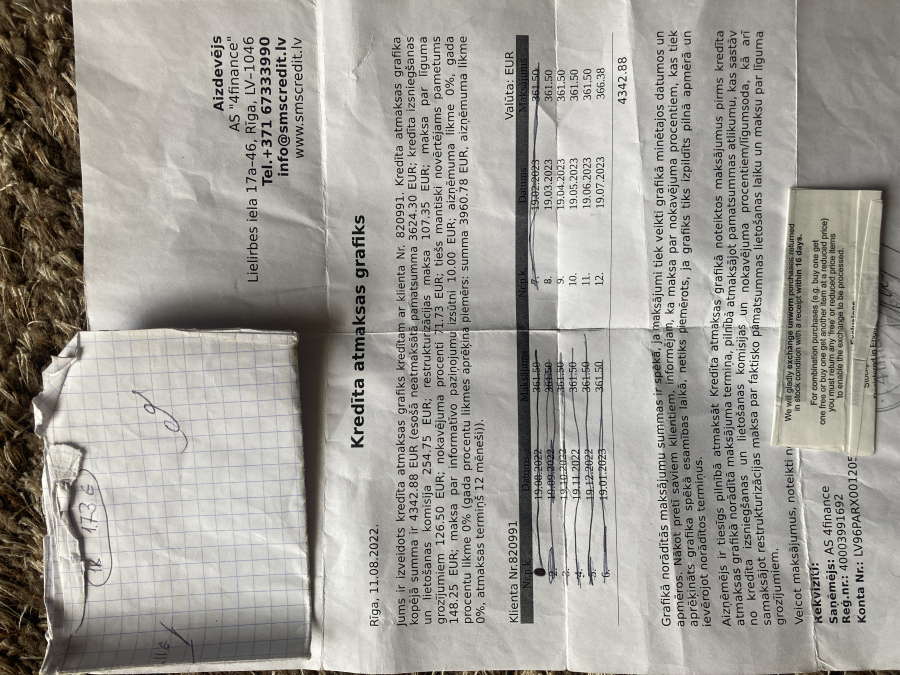 Aizdevējs
AS "4finance"
Lielirbes iela 17a-46, Rīga, LV-1046
Tel.+371 67333990
info@smscredit.lv
www.smscredit.lv
Kredīta atmaksas grafiks
Rīga, 11.08.2022.
Jums ir izveidots kredīta atmaksas grafiks kredītam ar klienta Nr. 820991. Kredīta atmaksas grafika
kopējā summa ir 4342.88 EUR (esošā neatmaksātā pamatsumma 3624.30 EUR; kredīta izsniegšanas
un lietošanas komisija 254.75 EUR; restrukturizācijas maksa 107.35 EUR; maksa par līguma
grozījumiem 126.50 EUR; nokavējuma procenti 71.73 EUR; tiešs mantiski novērtējams pametums
148.25 EUR; maksa par informatīvo paziņojumu izsūtni 10.00 EUR; aizņēmuma likme 0%, gada
procentu likme 0% (gada procentu likmes aprēķina piemērs: summa 3960.78 EUR, aizņēmuma likme
0%, atmaksas termiņš 12 mēneši)).
Klienta Nr.820991 Valūta: EUR
Nr.p.k. Datums Maksājums Nr.p.k. Datums Maksājums
19.08.2022 361.50 7. 19.02.2023 361.50
2. 19.09.2022 361.50 8. 19.03.2023 361.50
3. 19.10.2022 361.50 9. 19.04.2023 361.50
4. 19.11.2022 361.50 10. 19.05.2023 361.50
5. 19.12.2022 361.50 11. 19.06.2023 361.50
6. 19.01.2023 361.50 12. 19.07.2023 366.38
4342.88
Grafikā norādītās maksājumu summas ir spēkā, ja maksājumi tiek veikti grafikā minētajos datumos un
apmēros. Nākot pretī saviem klientiem, informējam, ka maksa par nokavējuma procentiem, kas tiek
aprēķināts grafika spēkā esamības laikā, netiks piemērots, ja grafiks tiks izpildīts pilnā apmērā un
ievērojot norādītos termiņus.
Aizņēmējs ir tiesīgs pilnībā atmaksāt Kredīta atmaksas grafikā noteiktos maksājumus pirms kredīta
atmaksas grafikā norādītā maksājuma termiņa, pilnībā atmaksājot pamatsummas atlikumu, kas sastāv
no kredīta izsniegšanas un lietošanas komisijas un nokavējuma procentiem/līgumsoda, kā arī
samaksājot restrukturizācijas maksa par faktisko pamatsummas lietošanas laiku un maksu par līguma
grozījumiem.
Veicot maksājumus, noteikti
Rekvizīti:
Saņēmējs: AS 4finance
Reģ.nr.: 40003991692
Konta Nr.: LV96PARX001205
We will gladly exchange unworn purchases returned
in stock condition with a receipt within 16 days.
For combination purchases (e.g. buy one get
one free or buy one get another item at a reduced price)
you must return any free or reduced price items
to enable the exchange to be processed.
173 €